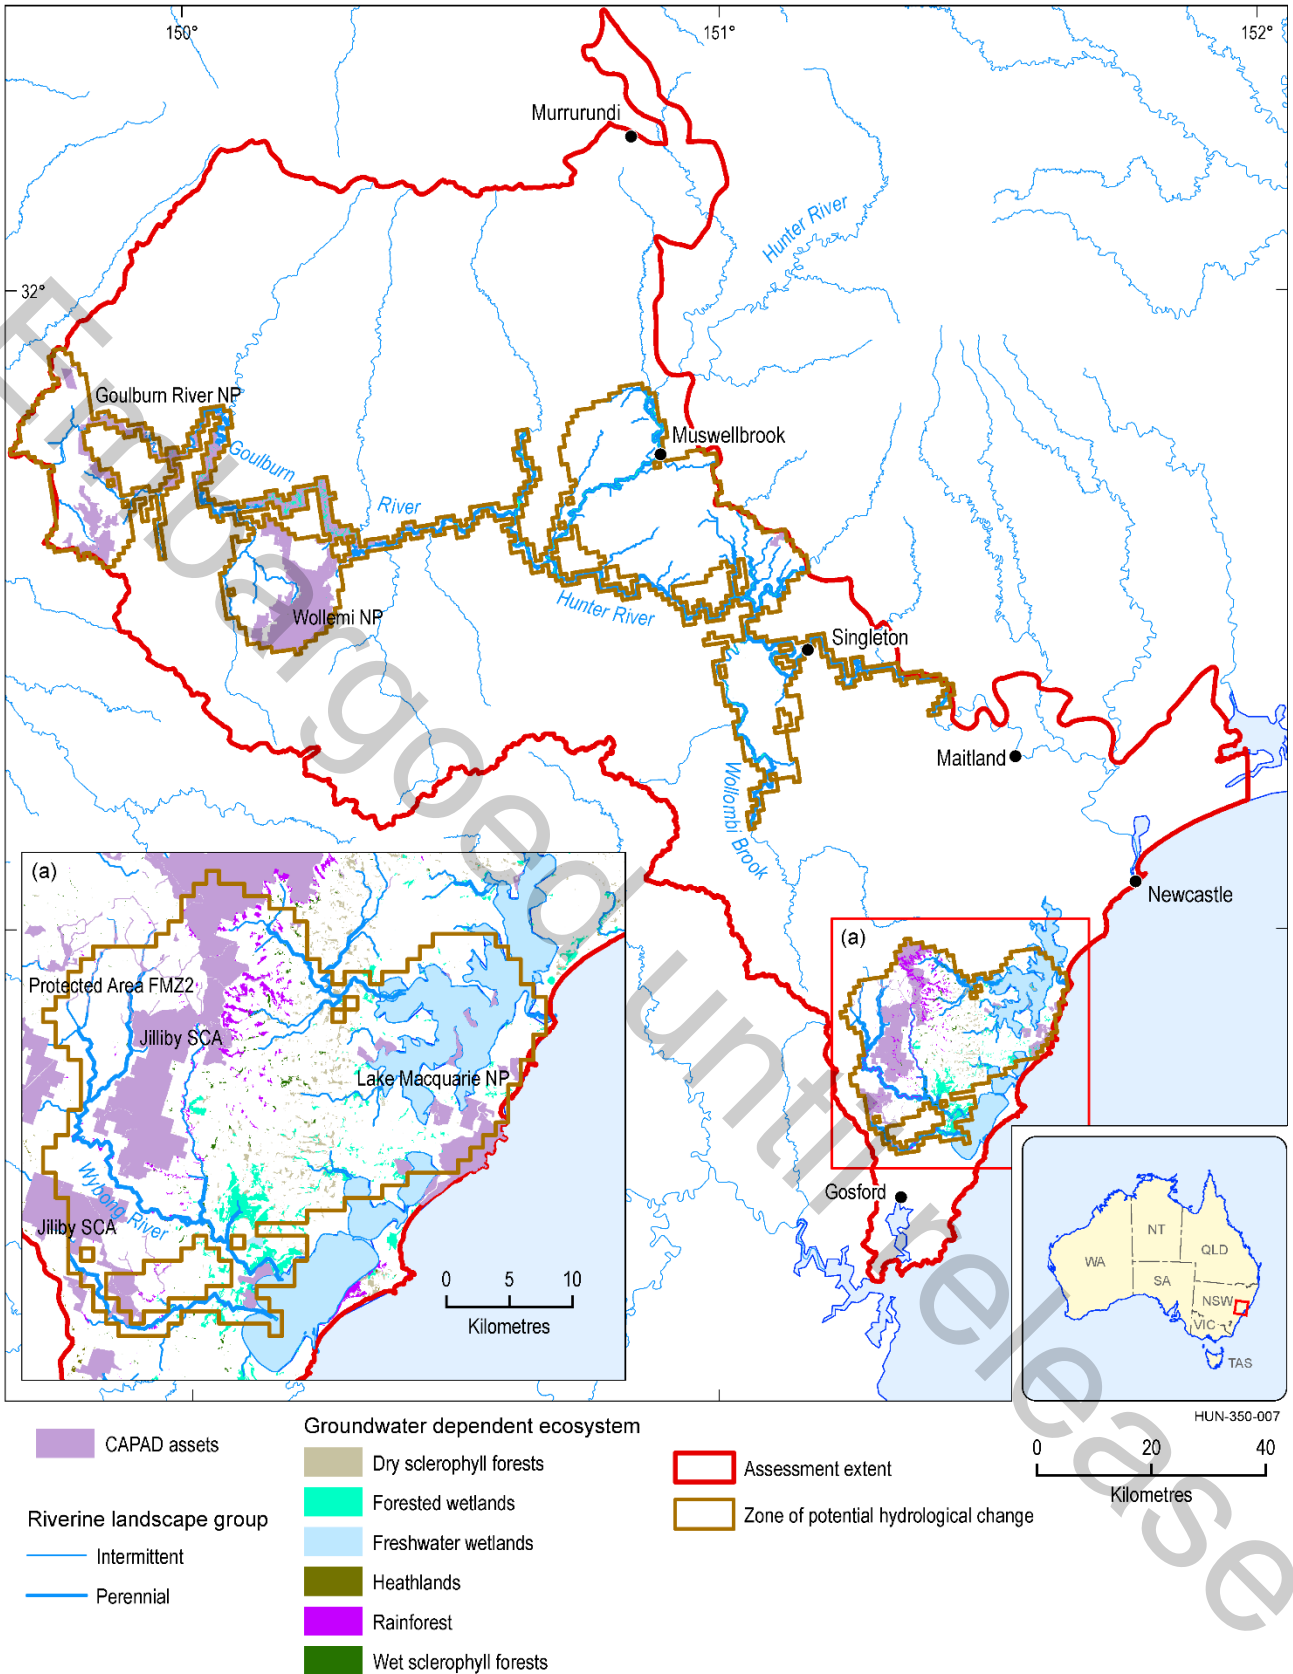 150°
151°
152°
Murrurundi
Hunter River
32°
Goulburn River NP
Muswellbrook
Goulburn
River
Wollemi NP
Hunter River
Singleton
Maitland
Wollombi Brook
Newcastle
(a)
(a)
Protected Area FMZ2
Jilliby SCA
Lake Macquarie NP
Wybong River
Jiliby SCA
0 5 10
Kilometres
Gosford
NT
QLD
WA
SA
NSW
VIC
TAS
Embargoed until release
HUN-350-007
CAPAD assets
Riverine landscape group
Intermittent
Perennial
Groundwater dependent ecosystem
Dry sclerophyll forests
Forested wetlands
Freshwater wetlands
Heathlands
Rainforest
Wet sclerophyll forests
Assessment extent
Zone of potential hydrological change
0 20 40
Kilometres